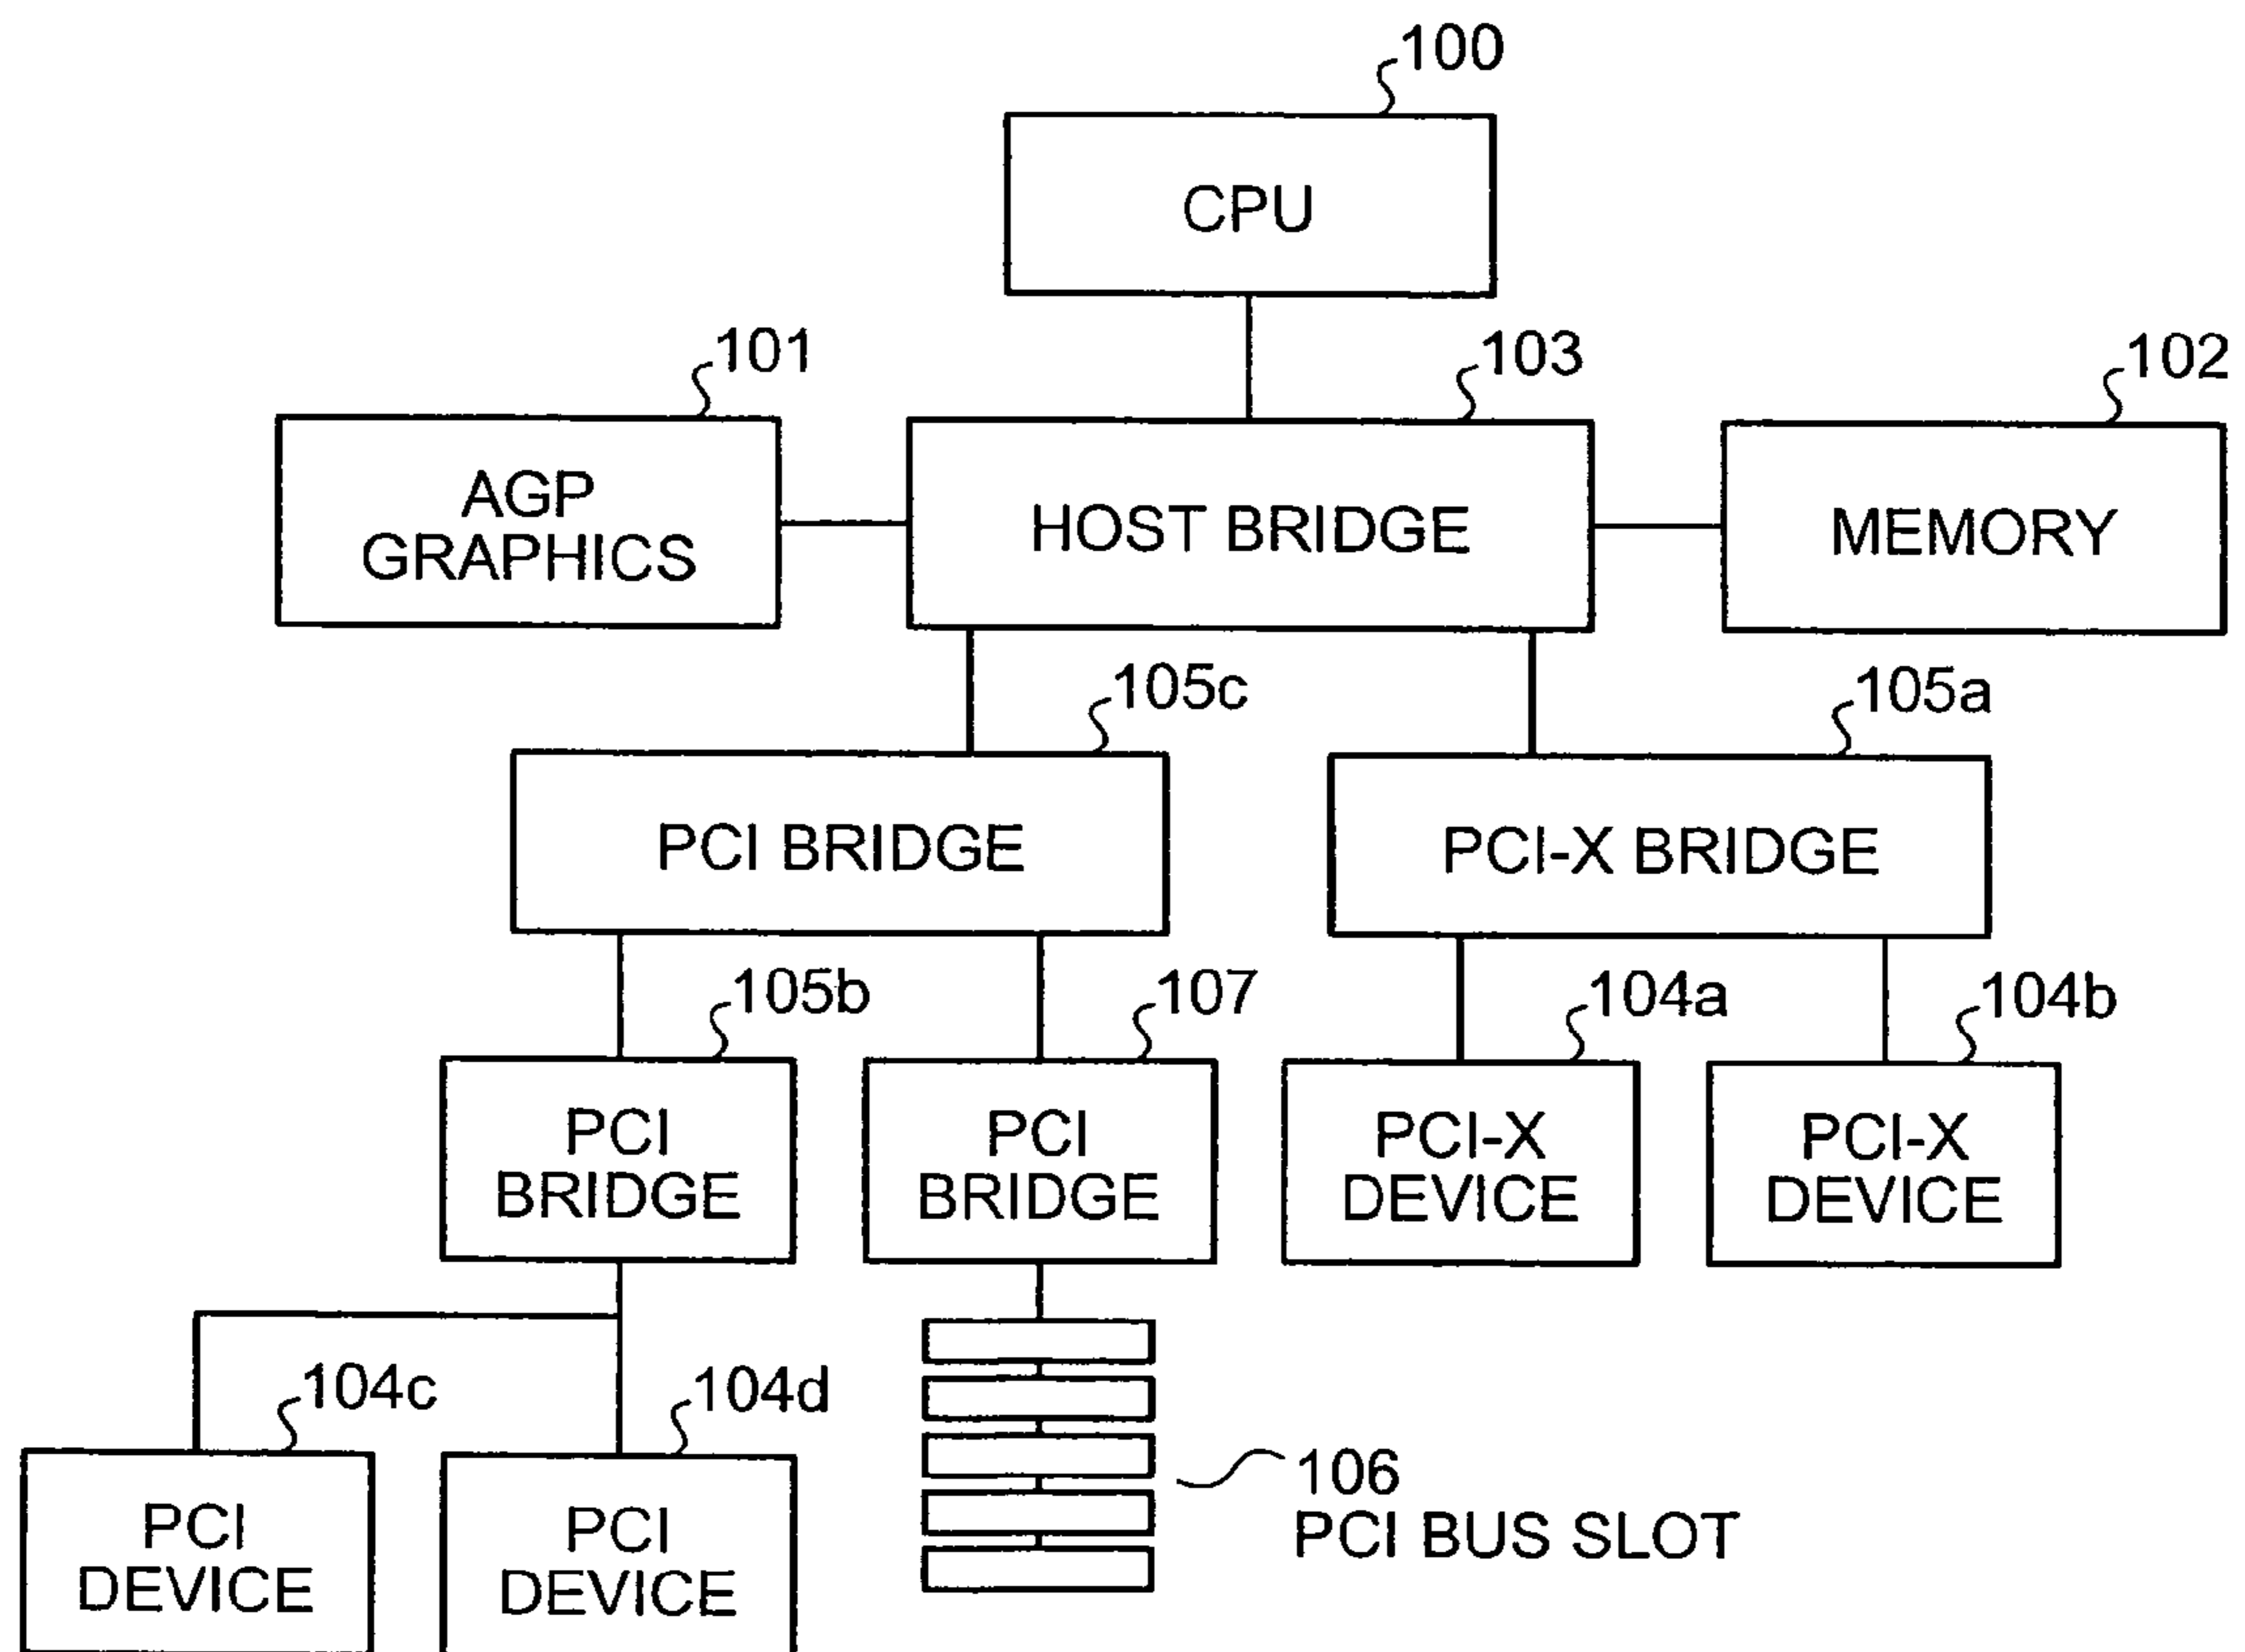 100
CPU
101
103
102
AGP
GRAPHICS
HOST BRIDGE
MEMORY
105c
105a
PCI BRIDGE
PCI-X BRIDGE
105b
107
104a
104b
PCI
BRIDGE
PCI
BRIDGE
PCI-X
DEVICE
PCI-X
DEVICE
104c
104d
106
PCI BUS SLOT
PCI
DEVICE
PCI
DEVICE